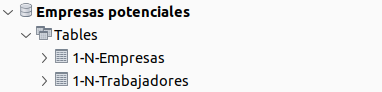 Empresas potenciales
Tables
1-N-Empresas
1-N-Trabajadores